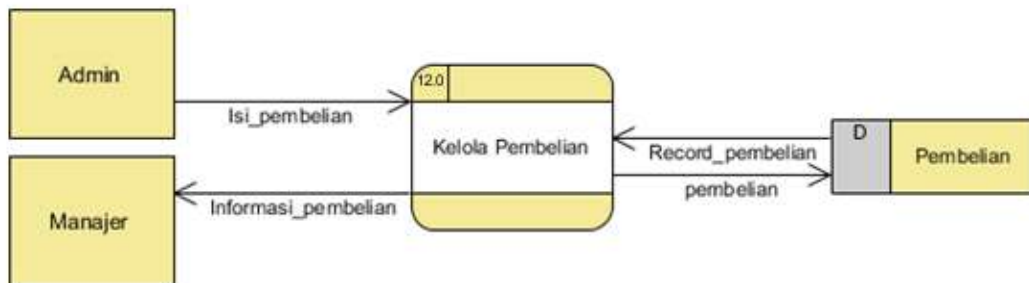 Admin
12.0
Isi_pembelian
Kelola Pembelian
D
Record_pembelian
Pembelian
pembelian
Informasi_pembelian
Manajer